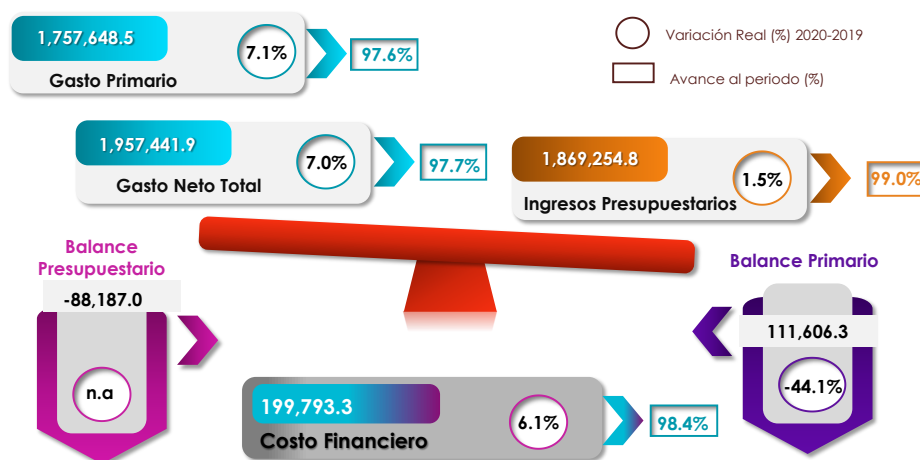 1,757,648.5
7.1%
97.6%
Gasto Primario
Variación Real (%) 2020-2019
Avance al periodo (%)
1,957,441.9
7.0%
97.7%
Gasto Neto Total
1,869,254.8
1.5%
99.0%
Ingresos Presupuestarios
Balance
Presupuestario
-88,187.0
n.a
Balance Primario
111,606.3
-44.1%
199,793.3
6.1%
98.4%
Costo Financiero